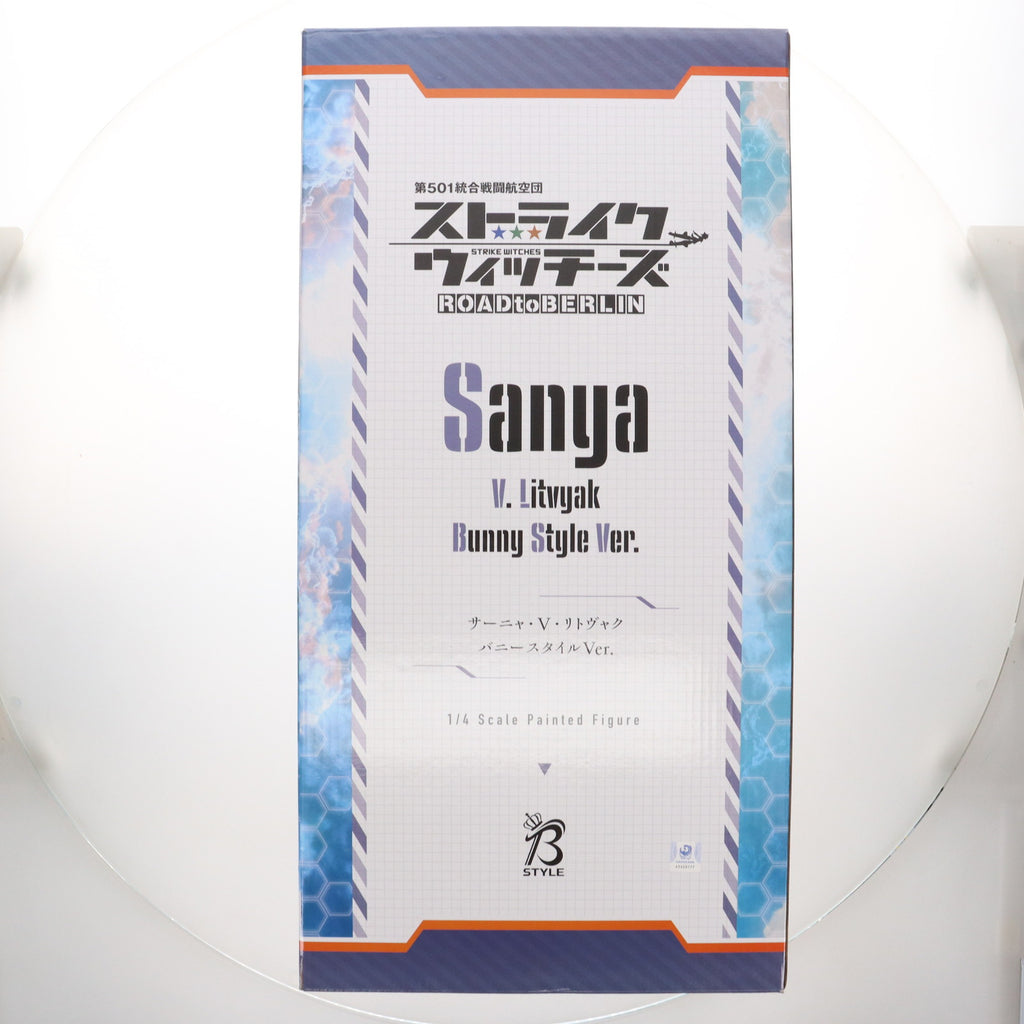 第501統合戦闘航空団
ストライク
STRIKE WITCHES
ウィッチーズ
ROADtoBERLIN
Sanya
V. Litvyak
Bunny Style Ver.
サーニャ・V・リトヴャク
バニースタイルVer.
1/4 Scale Painted Figure
B
STYLE